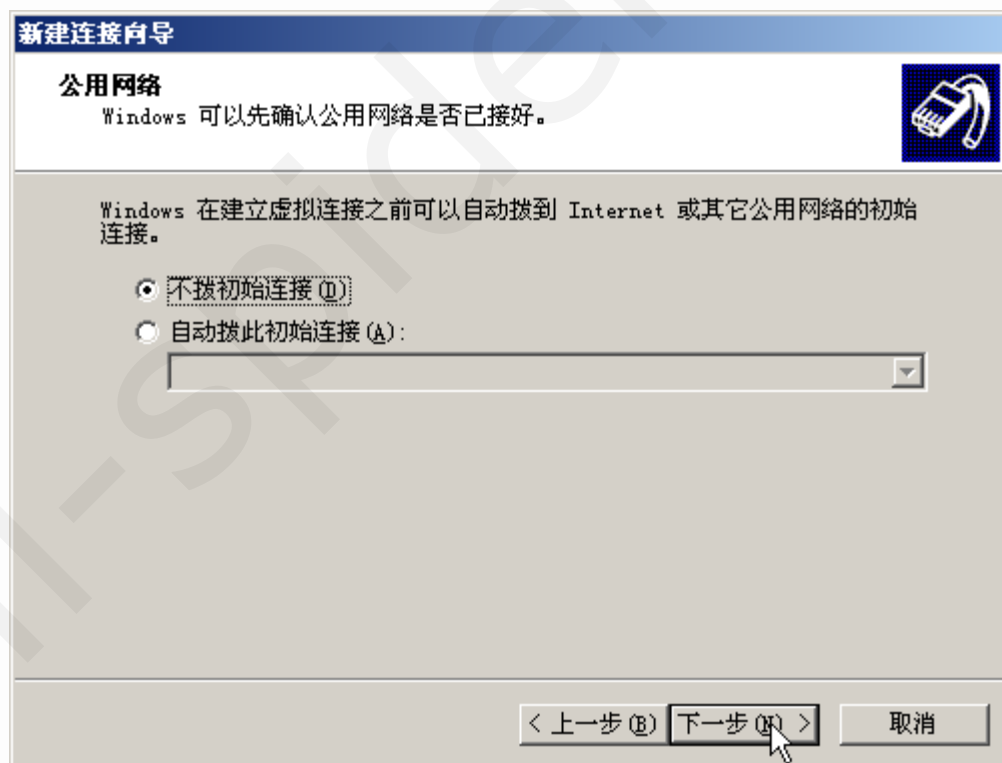 新建连接向导
公用网络
Windows 可以先确认公用网络是否已接好。
Windows 在建立虚拟连接之前可以自动拨到 Internet 或其它公用网络的初始
连接。
不拨初始连接(D)
自动拨此初始连接(A):
< 上一步(B) 下一步(N) > 取消